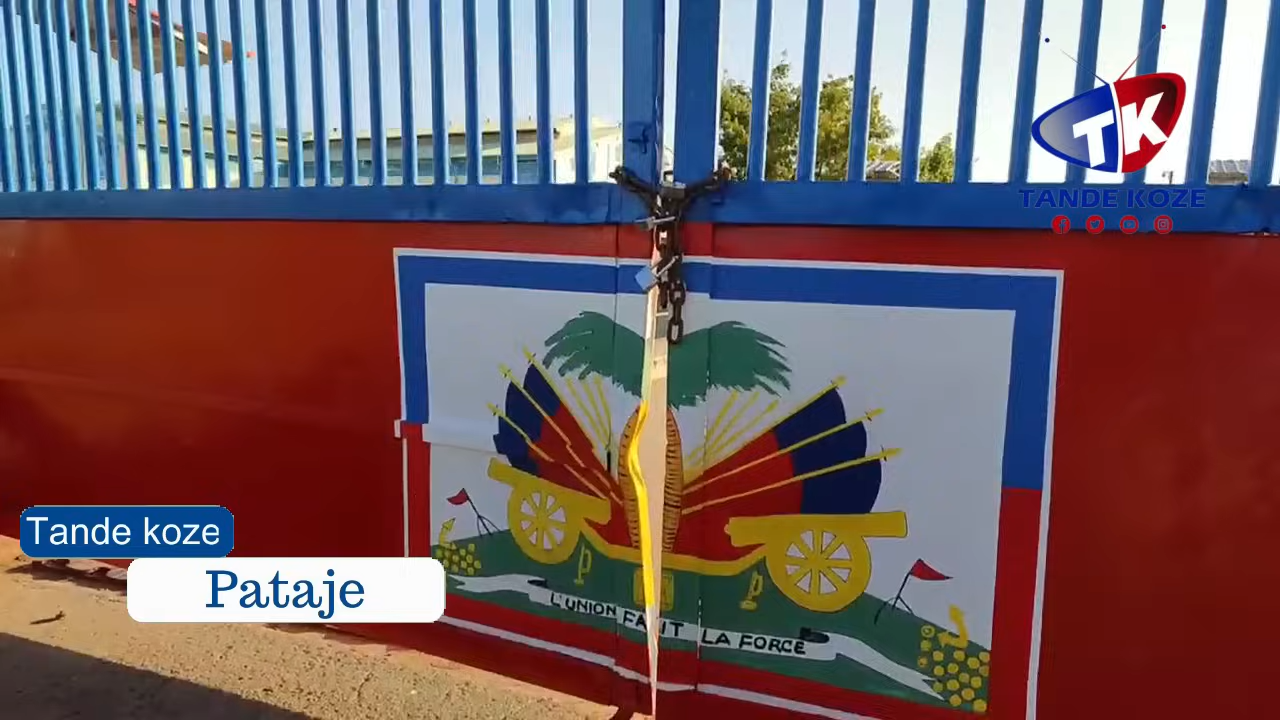 TK
TANDE KOZE
L'UNION FAIT LA FORCE
Tande koze
Pataje